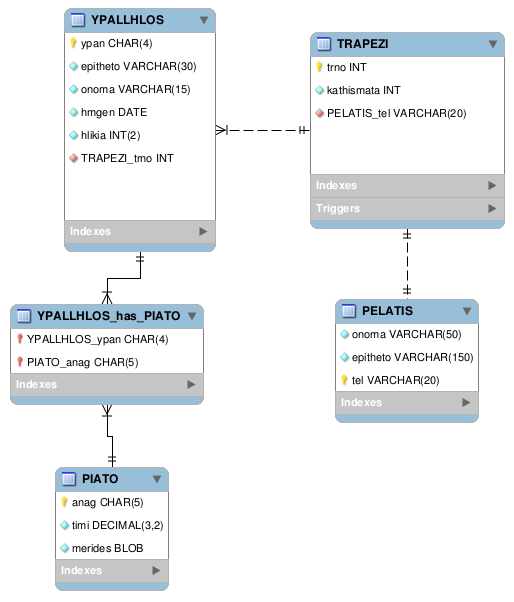 YPALLHLOS
ypan CHAR(4)
epitheto VARCHAR(30)
onoma VARCHAR(15)
hmgen DATE
hlikia INT(2)
TRAPEZI_trno INT
Indexes
TRAPEZI
trno INT
kathismata INT
PELATIS_tel VARCHAR(20)
Indexes
Triggers
YPALLHLOS_has_PIATO
YPALLHLOS_ypan CHAR(4)
PIATO_anag CHAR(5)
Indexes
PELATIS
onoma VARCHAR(50)
epitheto VARCHAR(150)
tel VARCHAR(20)
Indexes
PIATO
anag CHAR(5)
timi DECIMAL(3,2)
merides BLOB
Indexes